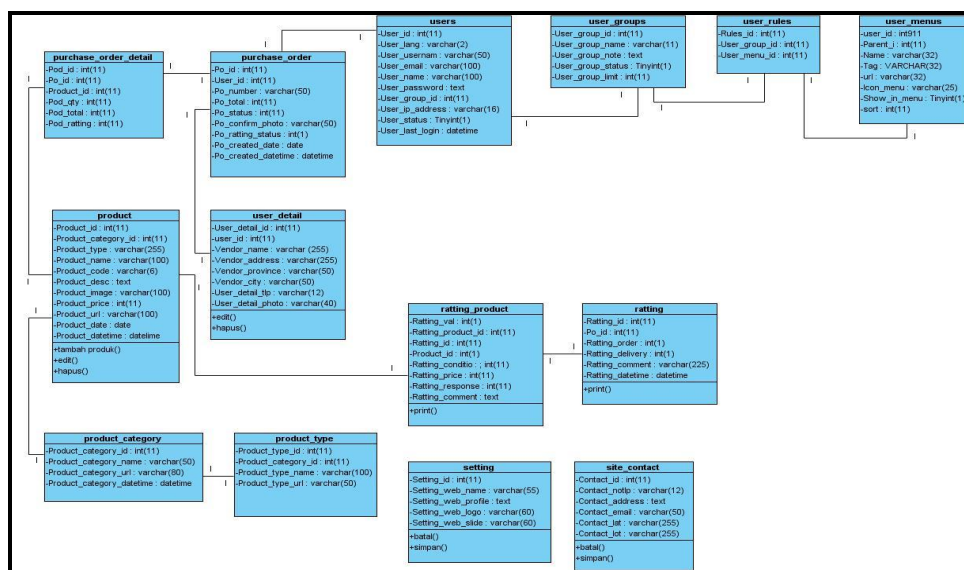 users
-User_id : int(11)
-User_lang : varchar(2)
-User_usernam : varchar(50)
-User_email : varchar(100)
-User_name : varchar(100)
-User_password : text
-User_group_id : int(11)
-User_ip_address : varchar(16)
-User_status : Tinyint(1)
-User_last_login : datetime
user_groups
-User_group_id : int(11)
-User_group_name : varchar(11)
-User_group_note : text
-User_group_status : Tinyint(1)
-User_group_limt : int(11)
user_rules
-Rules_id : int(11)
-User_group_id : int(11)
-User_menu_id : int(11)
user_menus
-user_id : int911
-Parent_i : int(11)
-Name : varchar(32)
-Tag : VARCHAR(32)
-url : varchar(32)
-Icon_menu : varchar(25)
-Show_in_menu : Tinyint(1)
-sort : int(11)
purchase_order_detail
-Pod_id : int(11)
-Po_id : int(11)
-Product_id : int(11)
-Pod_qty : int(11)
-Pod_total : int(11)
-Pod_ratting : int(11)
purchase_order
-Po_id : int(11)
-User_id : int(11)
-Po_number : varchar(50)
-Po_total : int(11)
-Po_status : int(11)
-Po_confirm_photo : varchar(50)
-Po_ratting_status : int(1)
-Po_created_date : date
-Po_created_datetime : datetime
product
-Product_id : int(11)
-Product_category_id : int(11)
-Product_type : varchar(255)
-Product_name : varchar(100)
-Product_code : varchar(6)
-Product_desc : text
-Product_image : varchar(100)
-Product_price : int(11)
-Product_url : varchar(100)
-Product_date : date
-Product_datetime : datelime
+tambah produk()
+edit()
+hapus()
user_detail
-User_detail_id : int(11)
-user_id : int(11)
-Vendor_name : varchar (255)
-Vendor_address : varchar(255)
-Vendor_province : varchar(50)
-Vendor_city : varchar(50)
-User_detail_tlp : varchar(12)
-User_detail_photo : varchar(40)
+edit()
+hapus()
ratting_product
-Ratting_val : int(1)
-Ratting_product_id : int(11)
-Ratting_id : int(11)
-Product_id : int(1)
-Ratting_conditio : ; int(11)
-Ratting_price : int(11)
-Ratting_response : int(11)
-Ratting_comment : text
+print()
ratting
-Ratting_id : int(11)
-Po_id : int(11)
-Ratting_order : int(1)
-Ratting_delivery : int(1)
-Ratting_comment : varchar(225)
-Ratting_datetime : datetime
+print()
product_category
-Product_category_id : int(11)
-Product_category_name : varchar(50)
-Product_category_url : varchar(80)
-Product_category_datetime : datetime
product_type
-Product_type_id : int(11)
-Product_category_id : int(11)
-Product_type_name : varchar(100)
-Product_type_url : varchar(50)
setting
-Setting_id : int(11)
-Setting_web_name : varchar(55)
-Setting_web_profile : text
-Setting_web_logo : varchar(60)
-Setting_web_slide : varchar(60)
+batal()
+simpan()
site_contact
-Contact_id : int(11)
-Contact_notlp : varchar(12)
-Contact_address : text
-Contact_email : varchar(50)
-Contact_lat : varchar(255)
-Contact_lot : varchar(255)
+batal()
+simpan()